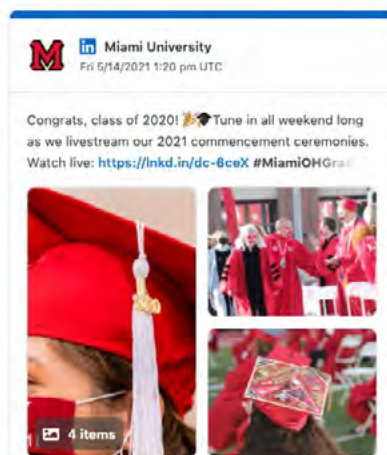 M
in Miami University
Fri 5/14/2021 1:20 pm UTC
Congrats, class of 2020! 🎉🎓Tune in all weekend long
as we livestream our 2021 commencement ceremonies.
Watch live: https://lnkd.in/dc-6ceX #MiamiOHGrad
4 items